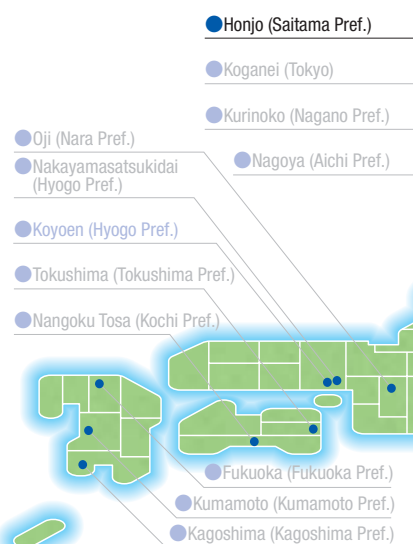 Honjo (Saitama Pref.)
Koganei (Tokyo)
Kurinoko (Nagano Pref.)
Oji (Nara Pref.)
Nagoya (Aichi Pref.)
Nakayamasatsukidai
(Hyogo Pref.)
Koyoen (Hyogo Pref.)
Tokushima (Tokushima Pref.)
Nangoku Tosa (Kochi Pref.)
Fukuoka (Fukuoka Pref.)
Kumamoto (Kumamoto Pref.)
Kagoshima (Kagoshima Pref.)